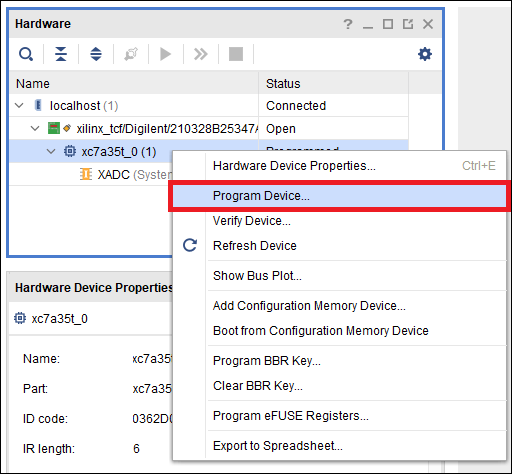 Hardware
Name Status
localhost (1) Connected
xilinx_tcf/Digilent/210328B25347A Open
xc7a35t_0 (1) Programmed
XADC (System
Hardware Device Properties... Ctrl+E
Program Device...
Verify Device...
Refresh Device
Show Bus Plot...
Add Configuration Memory Device...
Boot from Configuration Memory Device
Program BBR Key...
Clear BBR Key...
Program eFUSE Registers...
Export to Spreadsheet...
Hardware Device Properties
xc7a35t_0
Name: xc7a35t
Part: xc7a35
ID code: 0362D0
IR length: 6